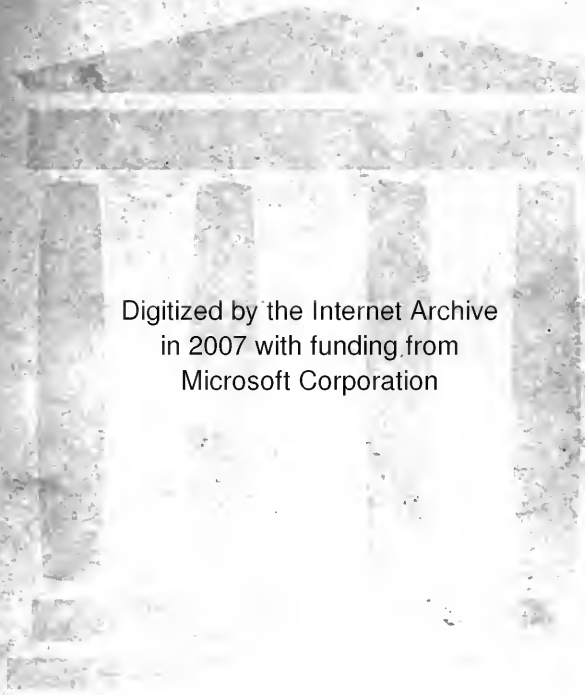 Digitized by the Internet Archive
in 2007 with funding from
Microsoft Corporation